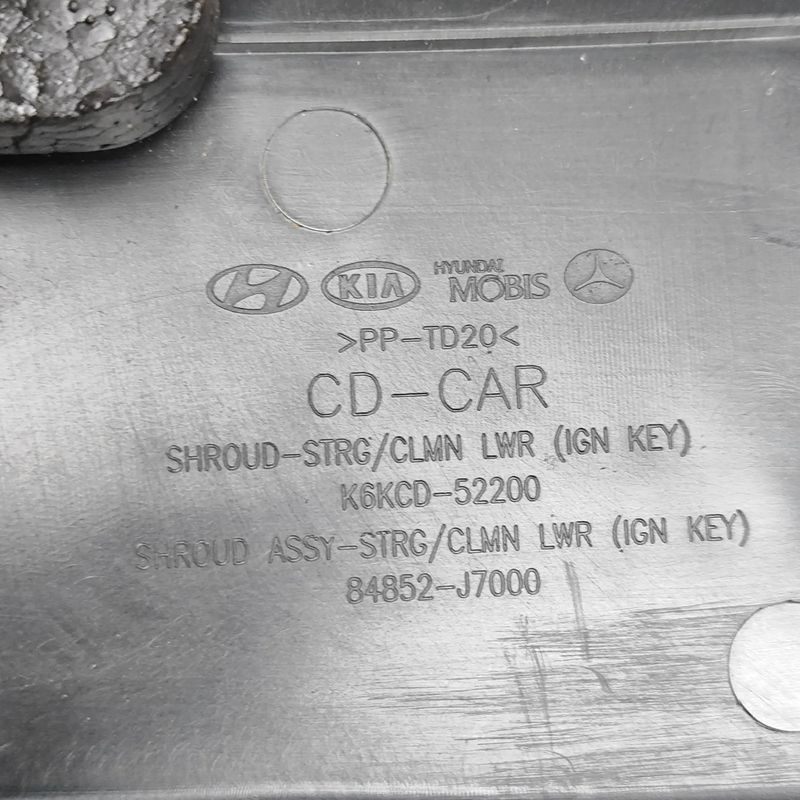 KIA HYUNDAI MOBIS
>PP-TD20<
CD-CAR
SHROUD-STRG/CLMN LWR (IGN KEY)
K6KCD-52200
SHROUD ASSY-STRG/CLMN LWR (IGN KEY)
84852-J7000